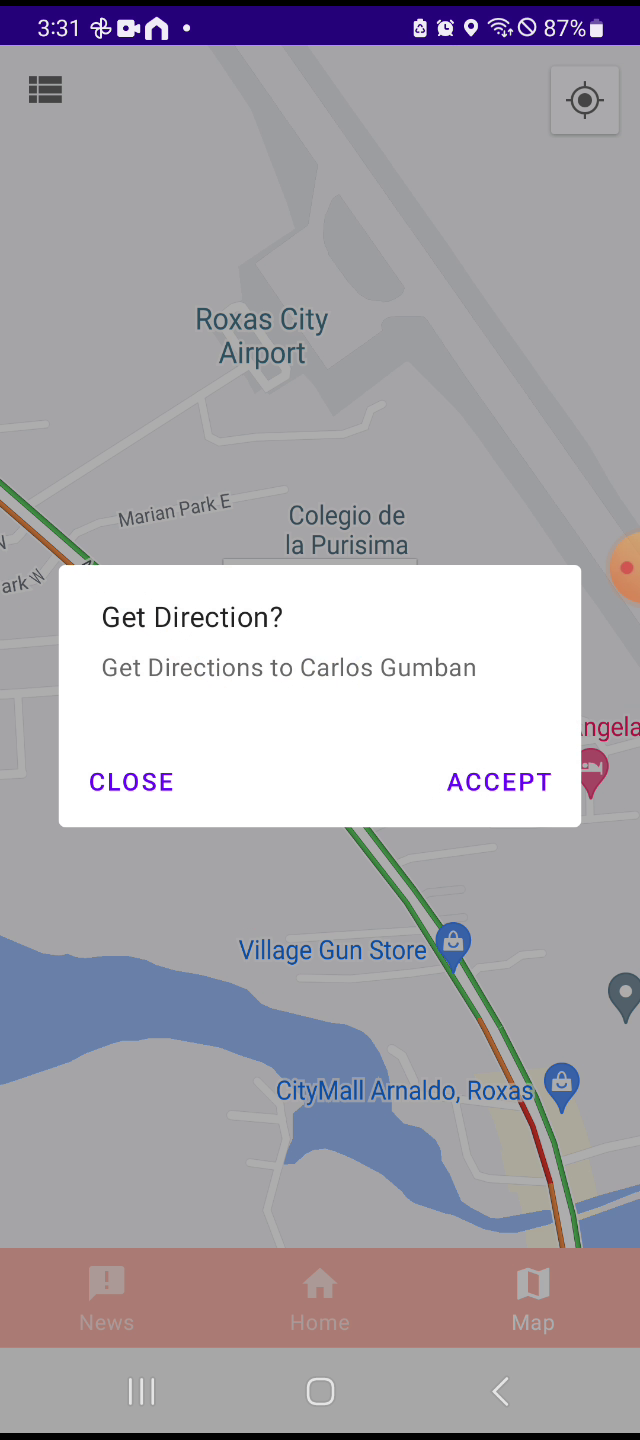 3:31
87%
Roxas City
Airport
Marian Park E
Colegio de
la Purisima
ark W
Get Direction?
Get Directions to Carlos Gumban
Angela
CLOSE
ACCEPT
Village Gun Store
CityMall Arnaldo, Roxas
News
Home
Map